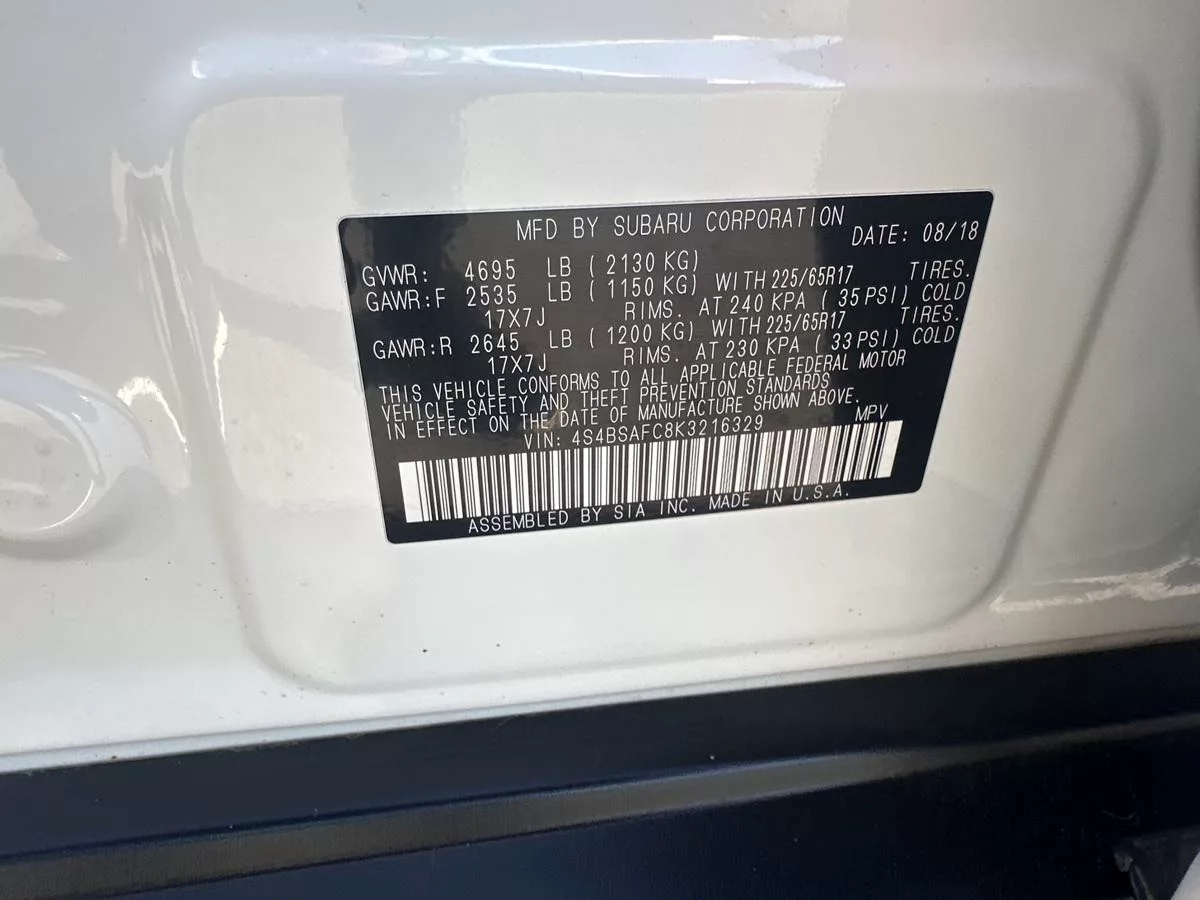 MFD BY SUBARU CORPORATION DATE: 08/18
GVWR: 4695 LB ( 2130 KG)
GAWR:F 2535 LB ( 1150 KG) WITH 225/65R17 TIRES.
17X7J RIMS. AT 240 KPA ( 35 PSI) COLD
GAWR:R 2645 LB ( 1200 KG) WITH 225/65R17 TIRES.
17X7J RIMS. AT 230 KPA ( 33 PSI) COLD
THIS VEHICLE CONFORMS TO ALL APPLICABLE FEDERAL MOTOR
VEHICLE SAFETY AND THEFT PREVENTION STANDARDS
IN EFFECT ON THE DATE OF MANUFACTURE SHOWN ABOVE.
VIN: 4S4BSAFC8K3216329 MPV
ASSEMBLED BY SIA INC. MADE IN U.S.A.